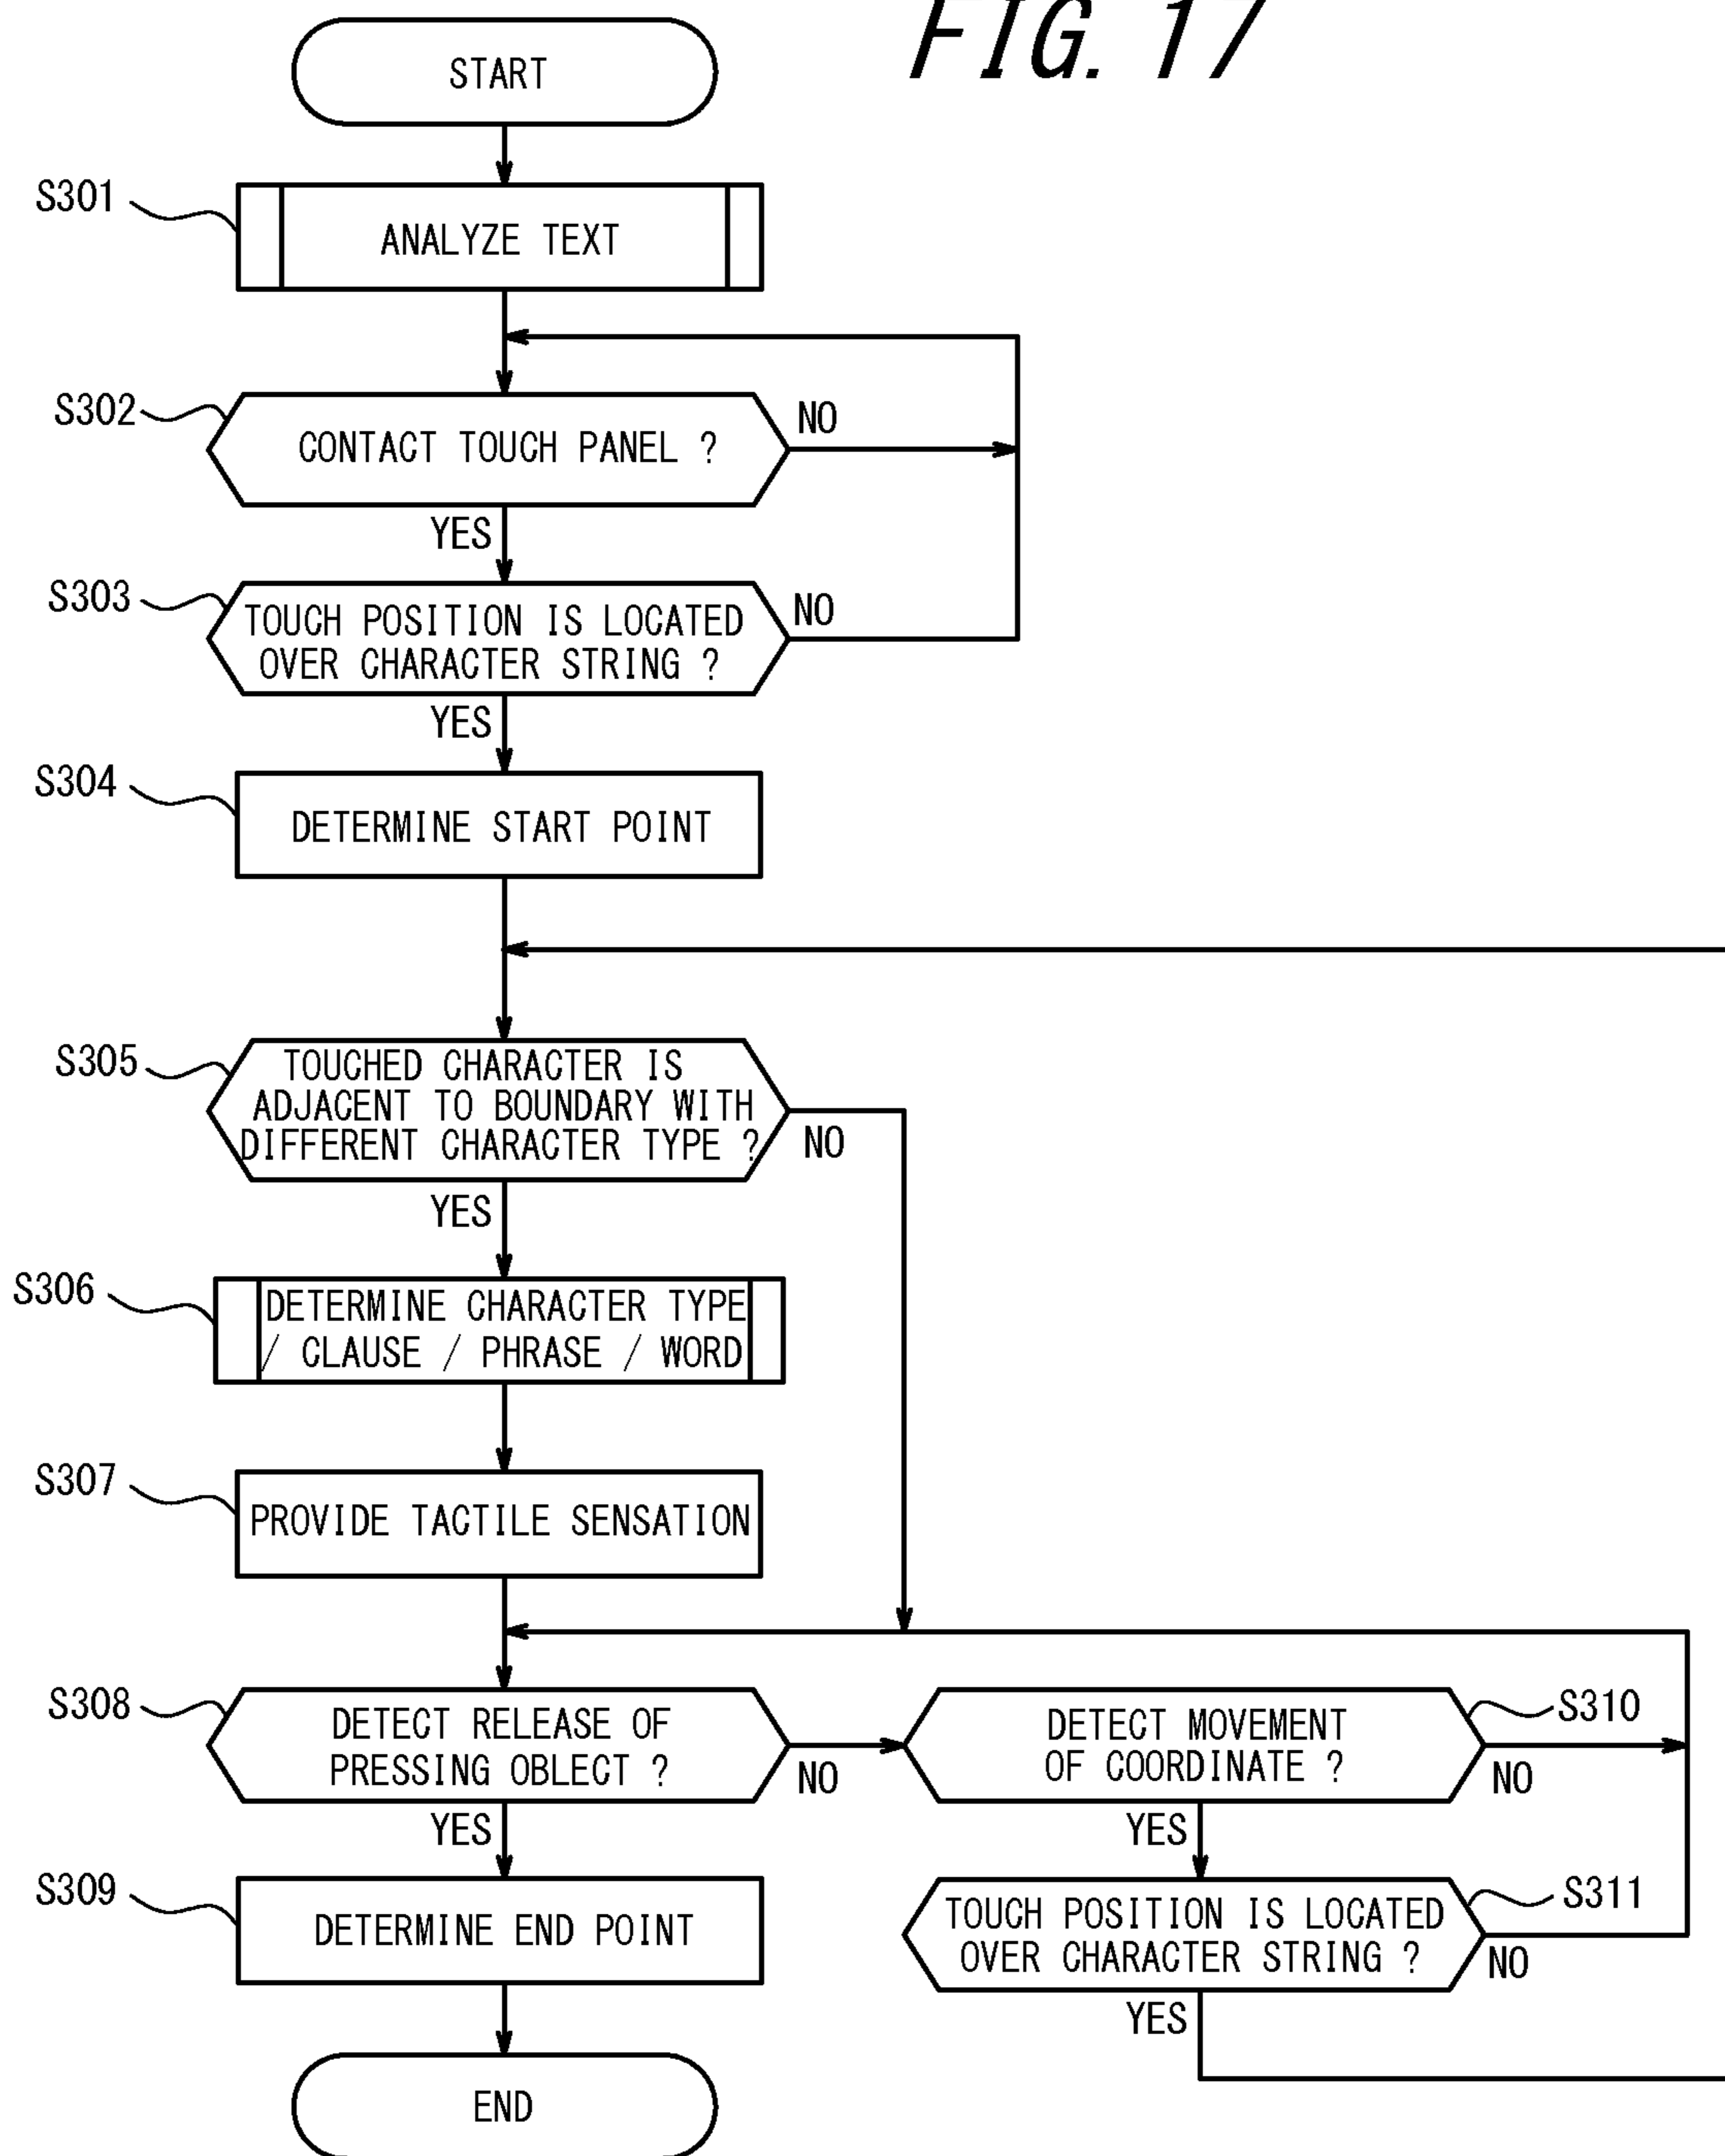 FIG. 17
START
S301
ANALYZE TEXT
S302
CONTACT TOUCH PANEL ?
NO
YES
S303
TOUCH POSITION IS LOCATED
OVER CHARACTER STRING ?
NO
YES
S304
DETERMINE START POINT
S305
TOUCHED CHARACTER IS
ADJACENT TO BOUNDARY WITH
DIFFERENT CHARACTER TYPE ?
NO
YES
S306
DETERMINE CHARACTER TYPE
/ CLAUSE / PHRASE / WORD
S307
PROVIDE TACTILE SENSATION
S308
DETECT RELEASE OF
PRESSING OBLECT ?
NO
YES
S310
DETECT MOVEMENT
OF COORDINATE ?
NO
YES
S309
DETERMINE END POINT
S311
TOUCH POSITION IS LOCATED
OVER CHARACTER STRING ?
NO
YES
END